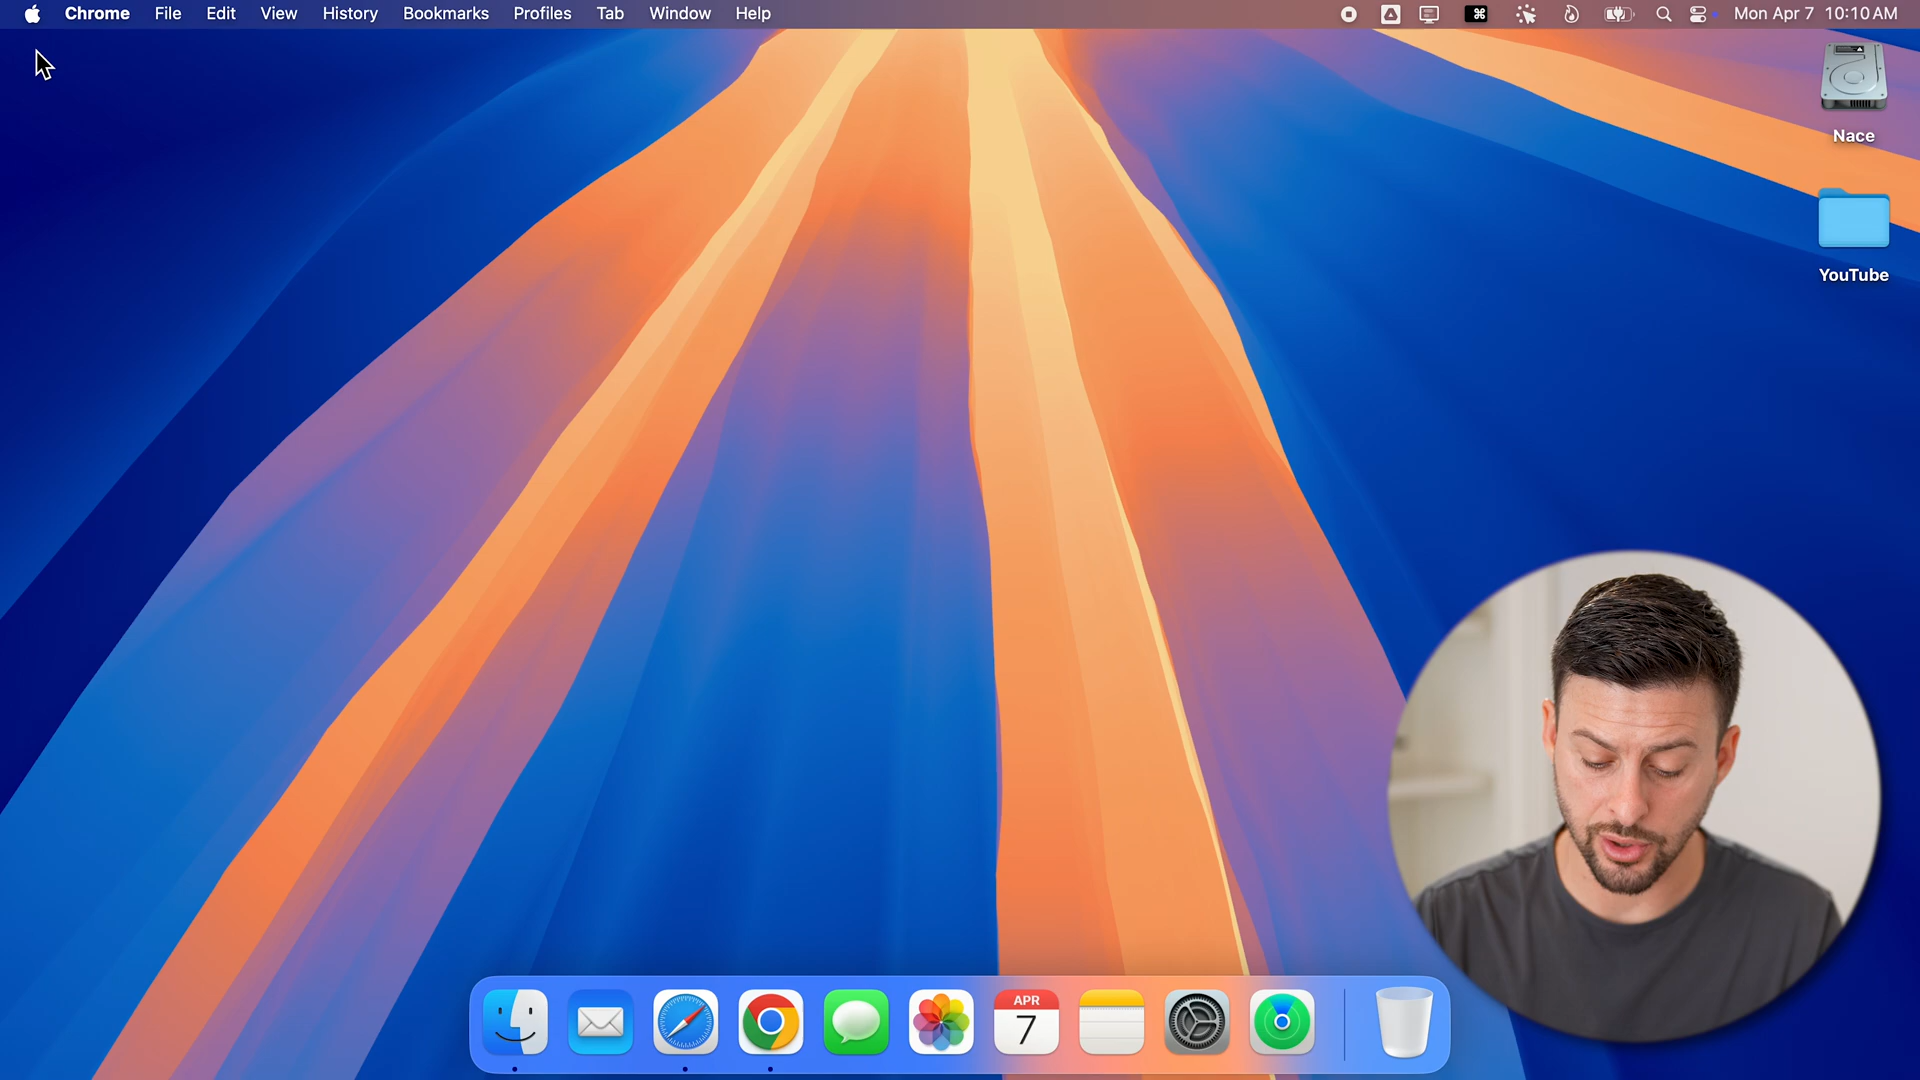 Chrome File Edit View History Bookmarks Profiles Tab Window Help Mon Apr 7 10:10 AM
Nace
YouTube
APR
7